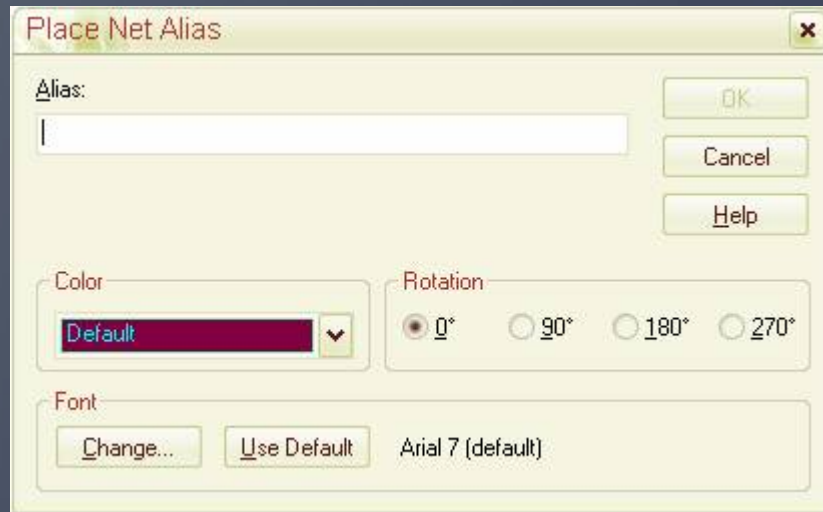 Place Net Alias
Alias:
OK
Cancel
Help
Color
Default
Rotation
0° 90° 180° 270°
Font
Change... Use Default Arial 7 (default)